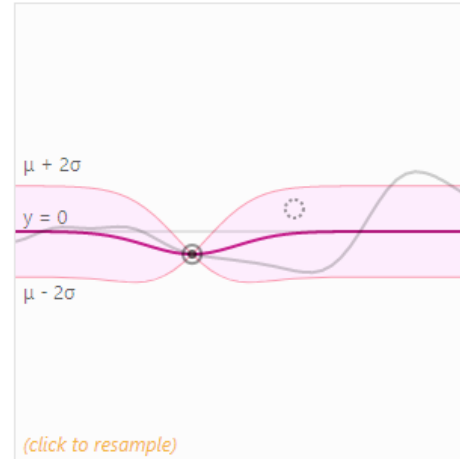 μ + 2σ
y = 0
μ - 2σ
(click to resample)